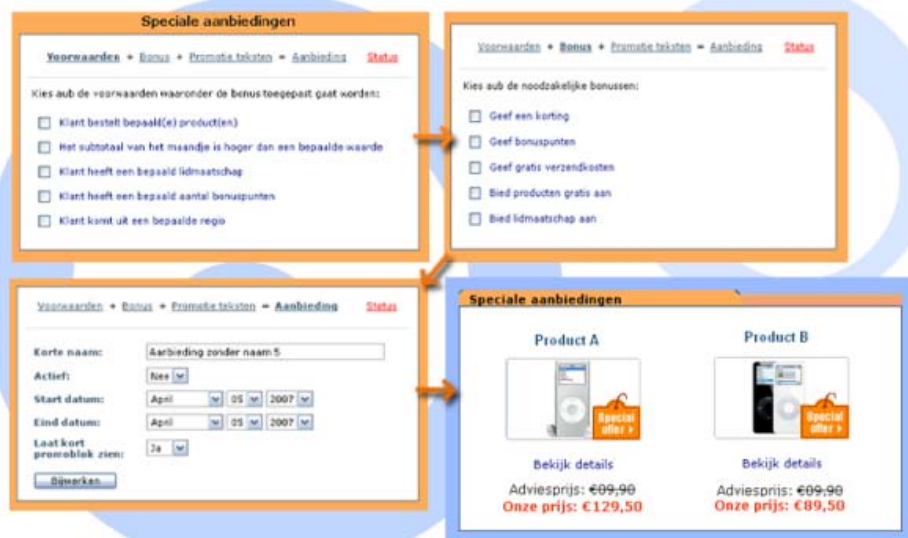 Speciale aanbiedingen
Voorwaarden + Bonus + Promotie teksten = Aanbieding Status
Kies aub de voorwaarden waaronder de bonus toegepast gaat worden:
Klant bestelt bepaald(e) product(en)
Het subtotaal van het maandje is hoger dan een bepaalde waarde
Klant heeft een bepaald lidmaatschap
Klant heeft een bepaald aantal bonuspunten
Klant komt uit een bepaalde regio
Voorwaarden + Bonus + Promotie teksten = Aanbieding Status
Kies aub de noodzakelijke bonussen:
Geef een korting
Geef bonuspunten
Geef gratis verzendkosten
Bied producten gratis aan
Bied lidmaatschap aan
Voorwaarden + Bonus + Promotie teksten = Aanbieding Status
Korte naam: Aanbieding zonder naam 5
Actief: Nee
Start datum: April 05 2007
Eind datum: April 05 2007
Laat kort
promoblok zien: Ja
Bijwerken
Speciale aanbiedingen
Product A Product B
Special
offer
Special
offer
Bekijk details Bekijk details
Adviesprijs: €09,90 Adviesprijs: €09,90
Onze prijs: €129,50 Onze prijs: €89,50